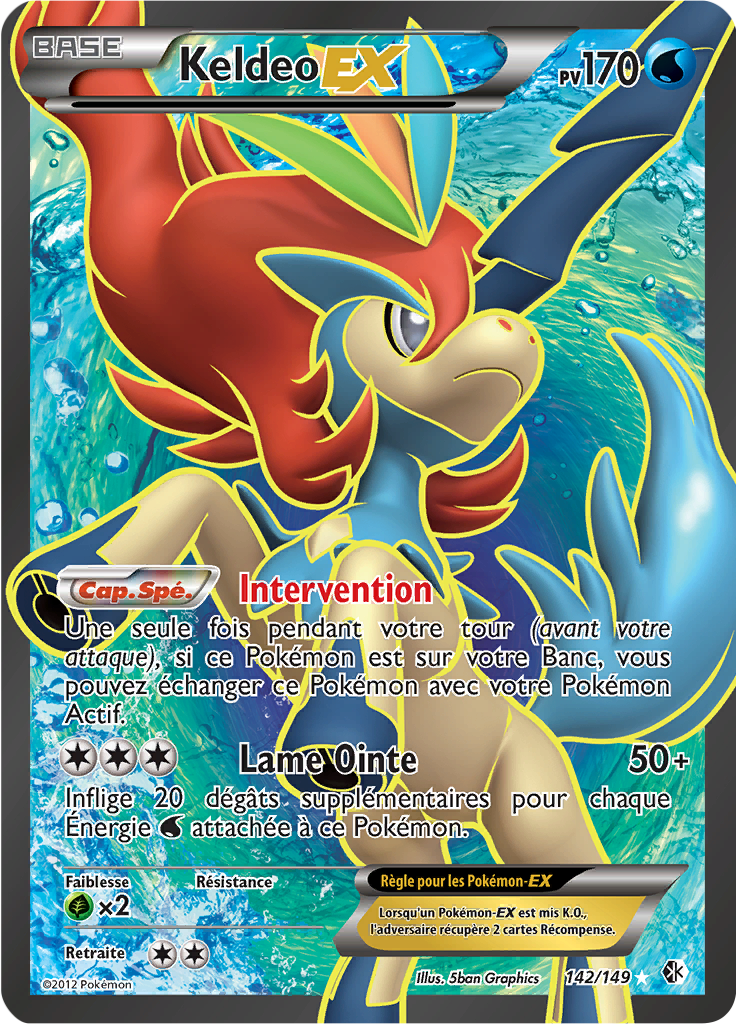 BASE
Keldeo EX
PV170
Cap.Spé. Intervention
Une seule fois pendant votre tour (avant votre
attaque), si ce Pokémon est sur votre Banc, vous
pouvez échanger ce Pokémon avec votre Pokémon
Actif.
Lame Ointe 50+
Inflige 20 dégâts supplémentaires pour chaque
Énergie attachée à ce Pokémon.
Faiblesse Résistance
×2
Retraite
Règle pour les Pokémon-EX
Lorsqu'un Pokémon-EX est mis K.O.,
l'adversaire récupère 2 cartes Récompense.
©2012 Pokémon
Illus. 5ban Graphics 142/149